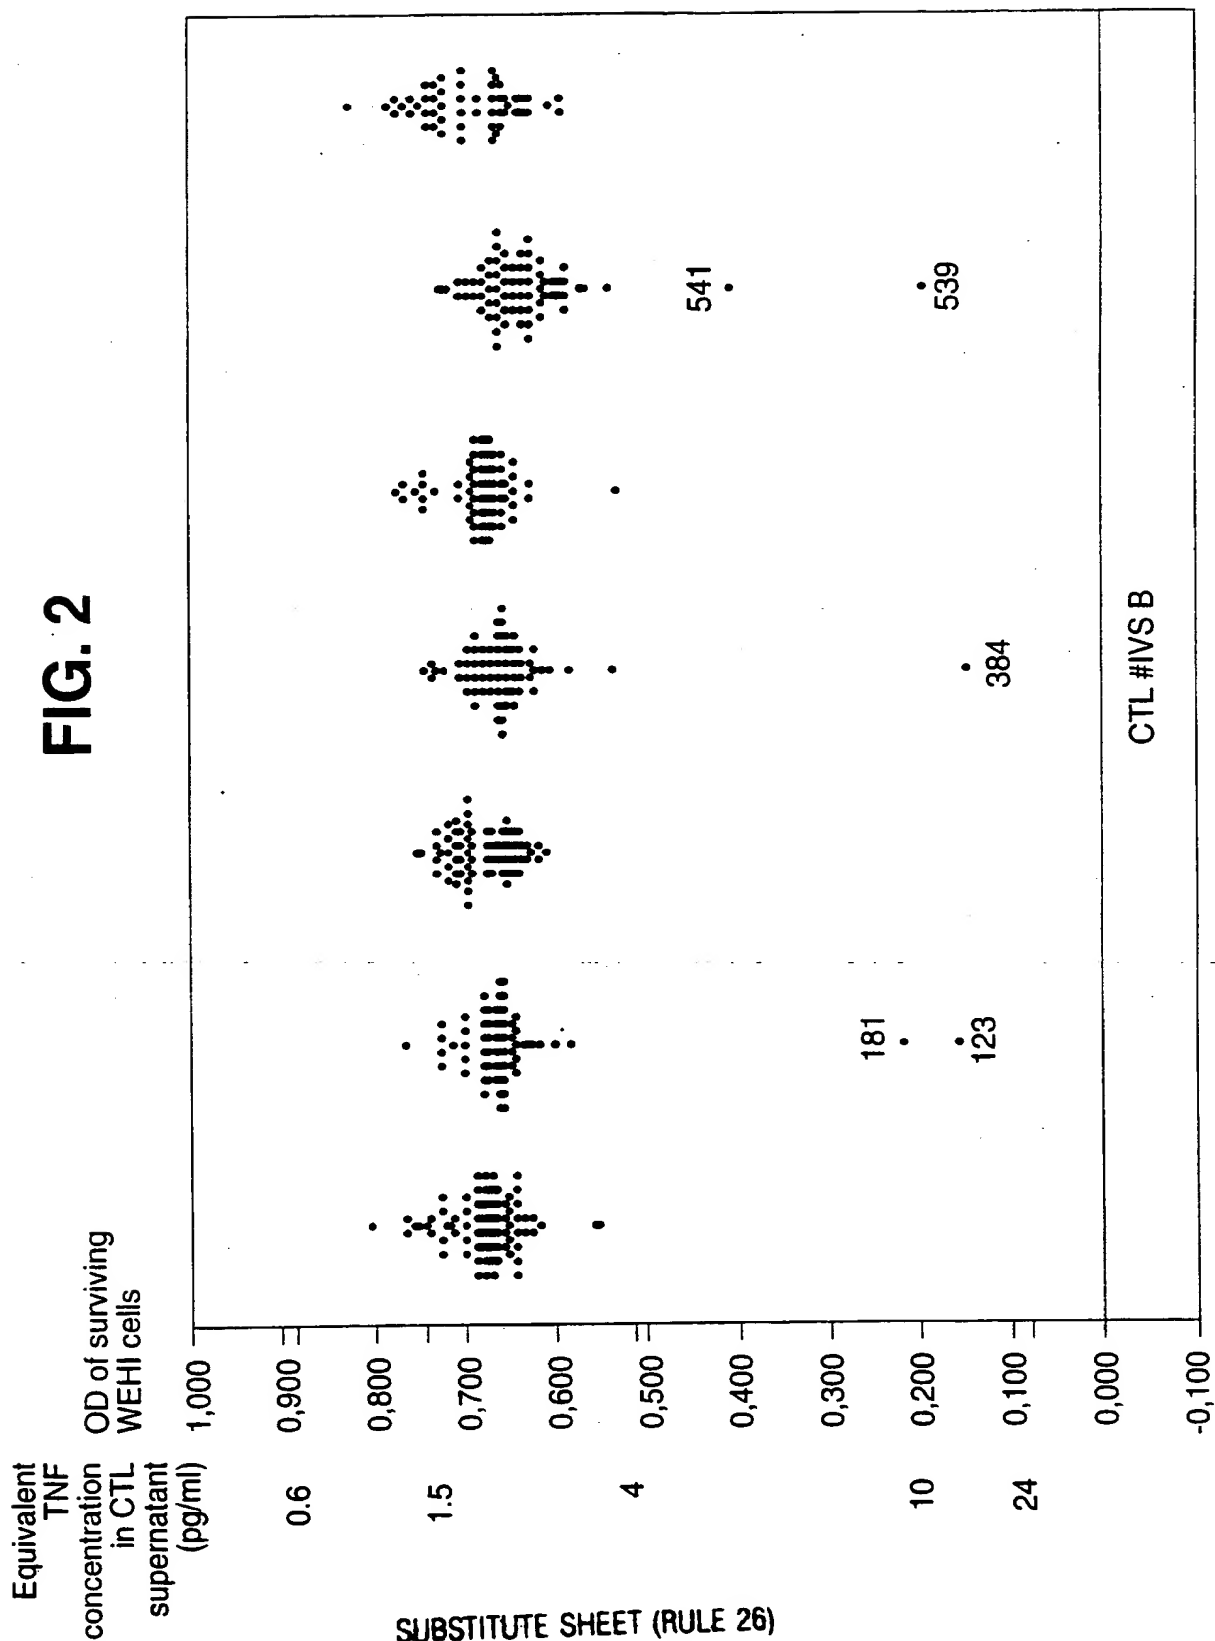 FIG. 2
Equivalent
TNF
concentration
in CTL
supernatant
(pg/ml)
OD of surviving
WEHI cells
0.6
1.5
4
10
24
1,000
0,900
0,800
0,700
0,600
0,500
0,400
0,300
0,200
0,100
0,000
-0,100
181
123
384
541
539
CTL #IVS B
SUBSTITUTE SHEET (RULE 26)